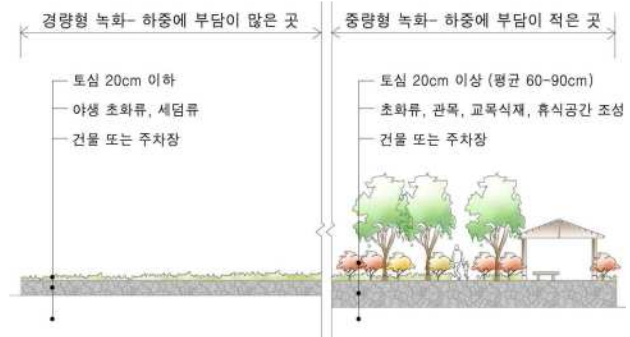 경량형 녹화- 하중에 부담이 많은 곳
토심 20cm 이하
야생 초화류, 세덤류
건물 또는 주차장
중량형 녹화- 하중에 부담이 적은 곳
토심 20cm 이상 (평균 60-90cm)
초화류, 관목, 교목식재, 휴식공간 조성
건물 또는 주차장